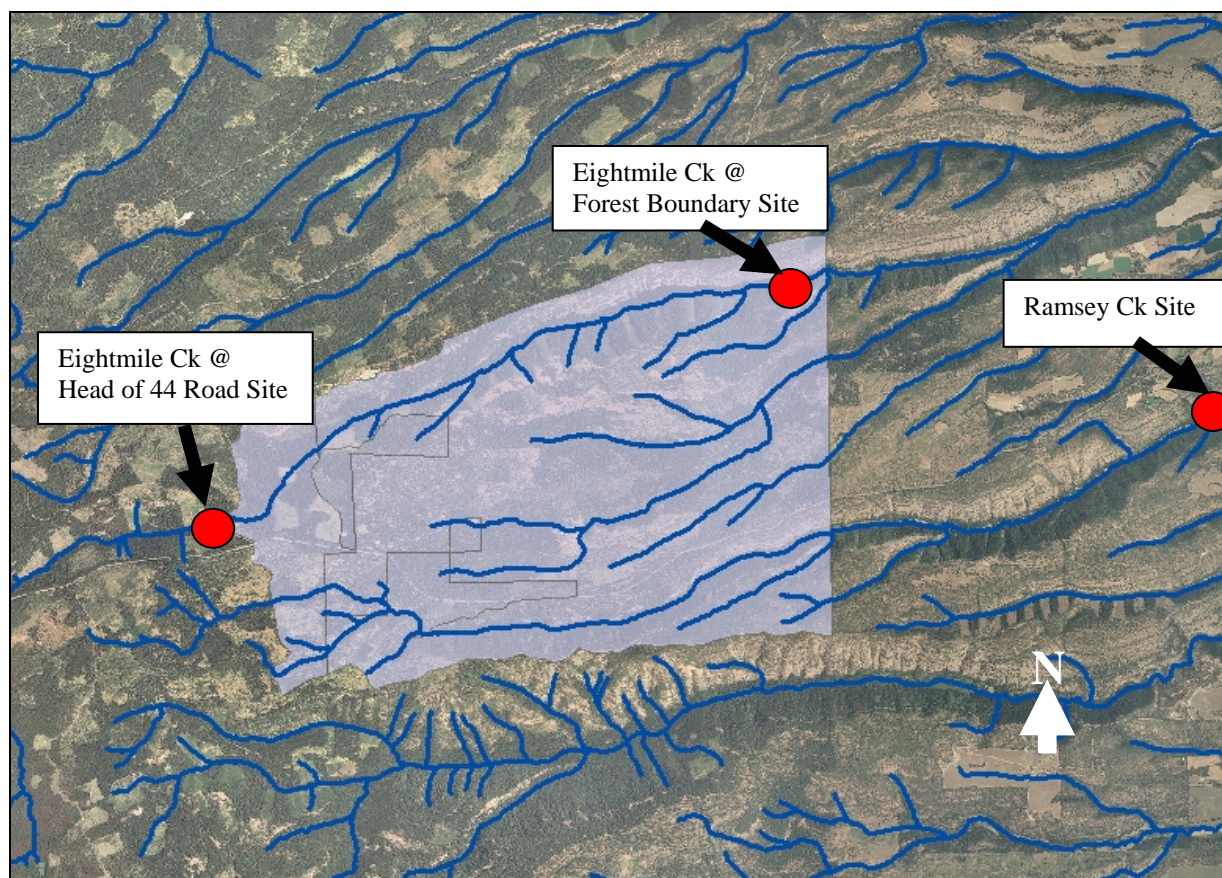 Eightmile Ck @
Forest Boundary Site
Ramsey Ck Site
Eightmile Ck @
Head of 44 Road Site
N